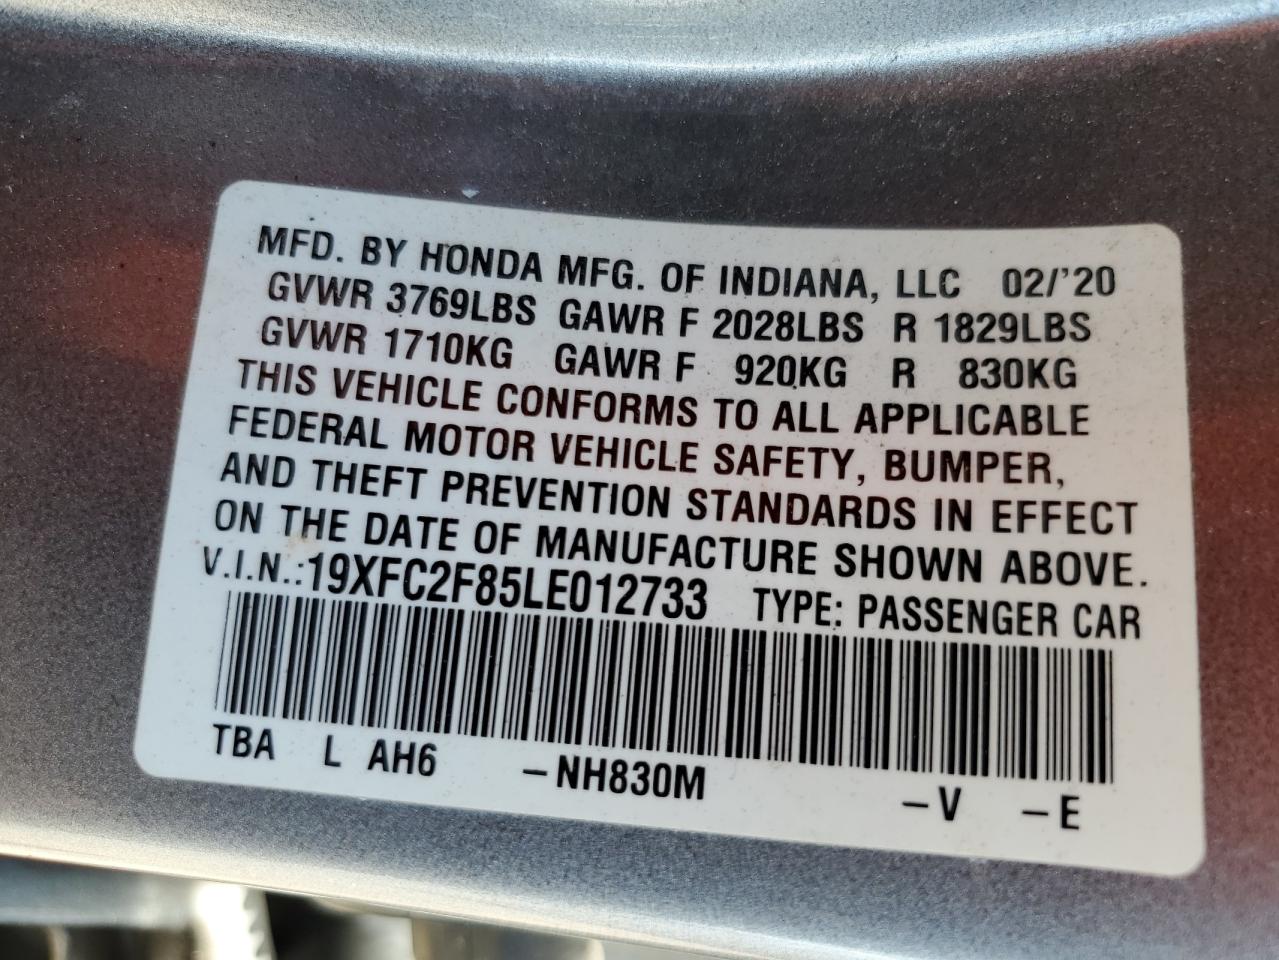 MFD. BY HONDA MFG. OF INDIANA, LLC 02/'20
GVWR 3769LBS GAWR F 2028LBS R 1829LBS
GVWR 1710KG GAWR F 920KG R 830KG
THIS VEHICLE CONFORMS TO ALL APPLICABLE
FEDERAL MOTOR VEHICLE SAFETY, BUMPER,
AND THEFT PREVENTION STANDARDS IN EFFECT
ON THE DATE OF MANUFACTURE SHOWN ABOVE.
V.I.N.:19XFC2F85LE012733 TYPE: PASSENGER CAR
TBA L AH6 -NH830M -V -E